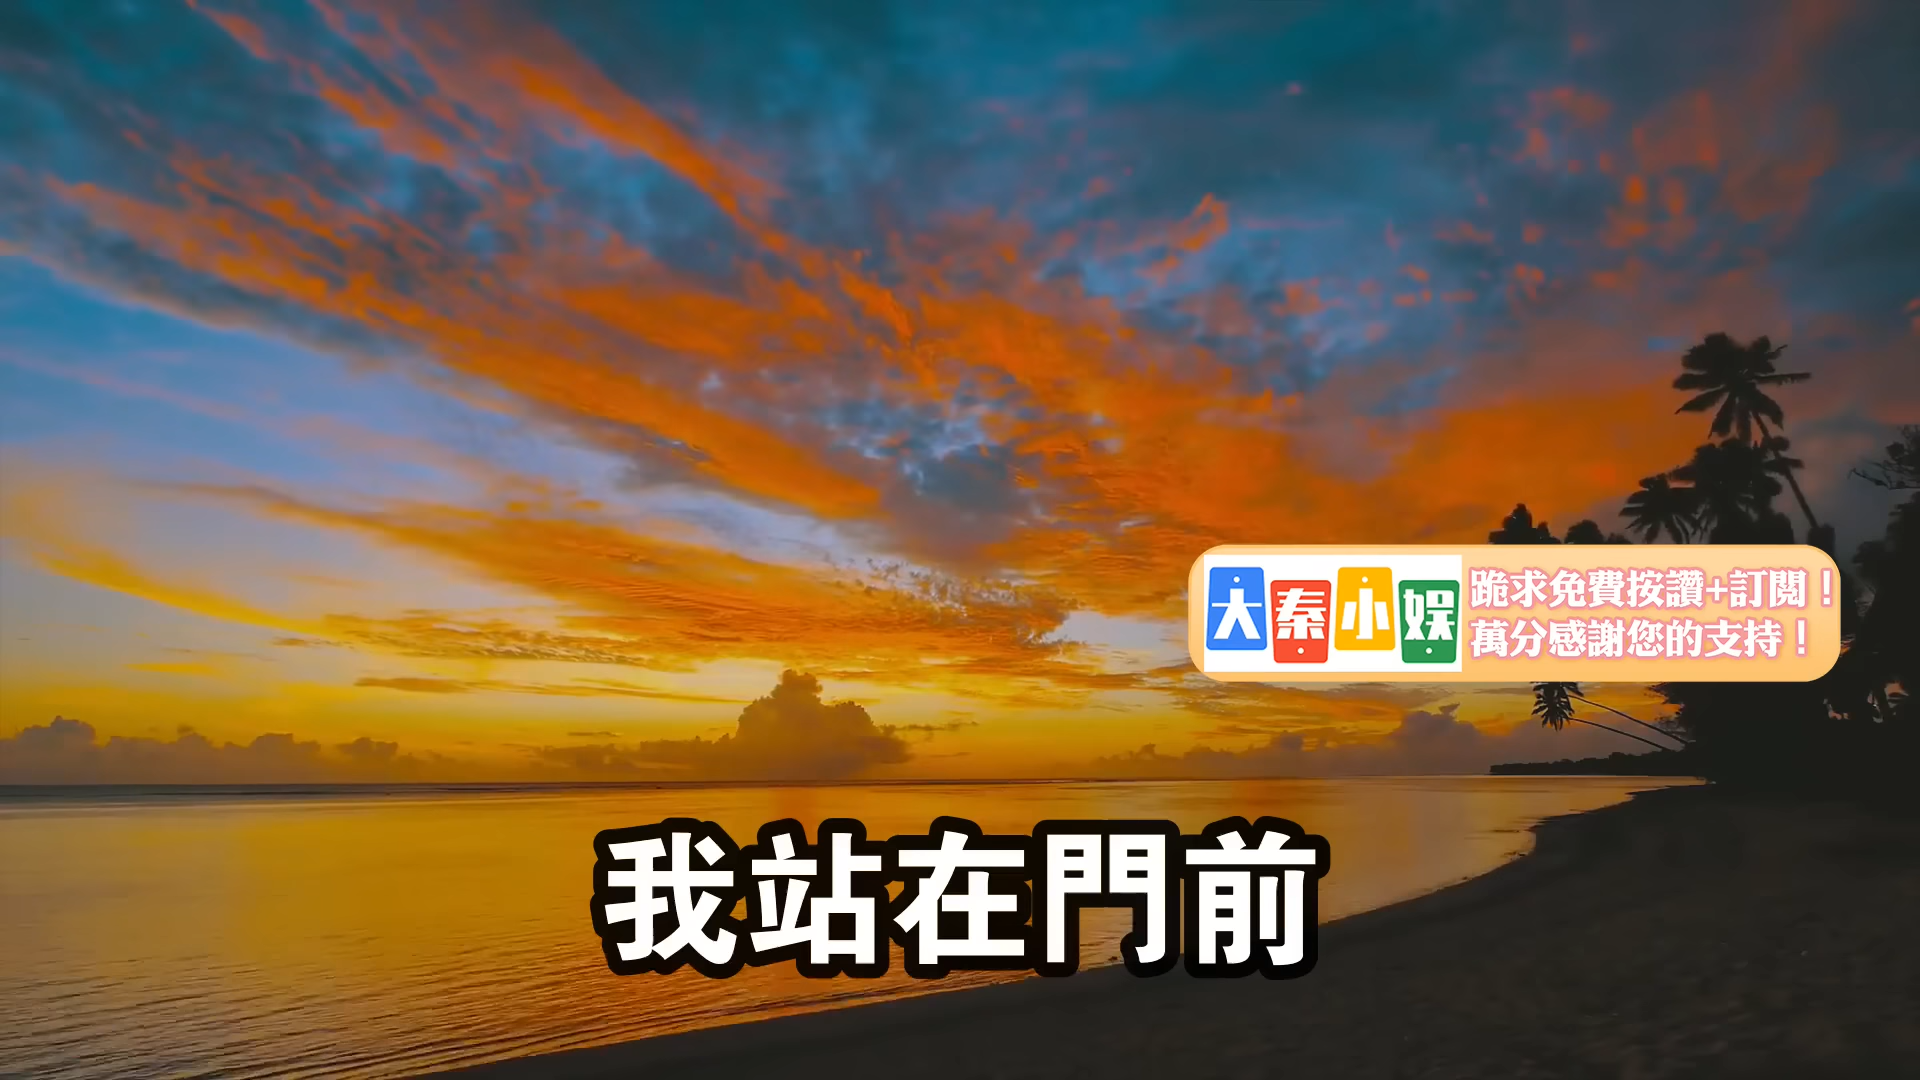 大秦小娱
跪求免費按讚+訂閱！
萬分感謝您的支持！
我站在門前